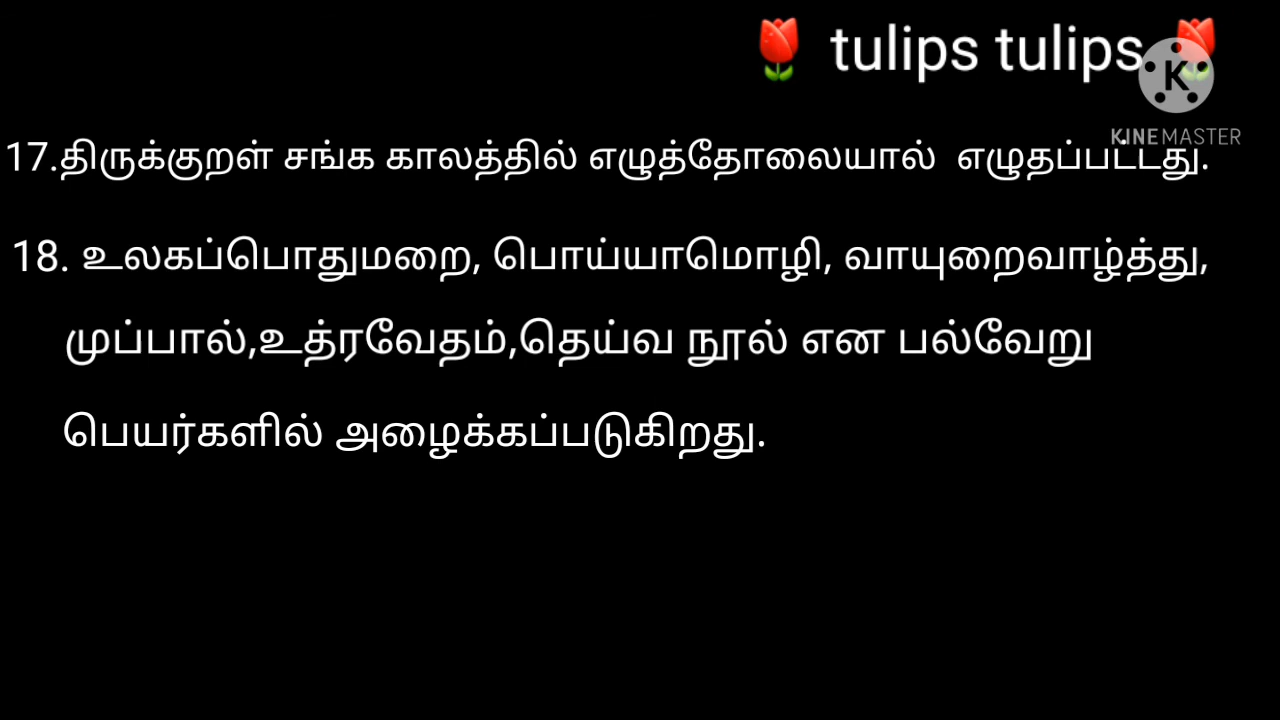 🌷 tulips tulips 🌷
KINEMASTER
17.திருக்குறள் சங்க காலத்தில் எழுத்தோலையால் எழுதப்பட்டது.
18. உலகப்பொதுமறை, பொய்யாமொழி, வாயுறைவாழ்த்து,
முப்பால்,உத்ரவேதம்,தெய்வ நூல் என பல்வேறு
பெயர்களில் அழைக்கப்படுகிறது.